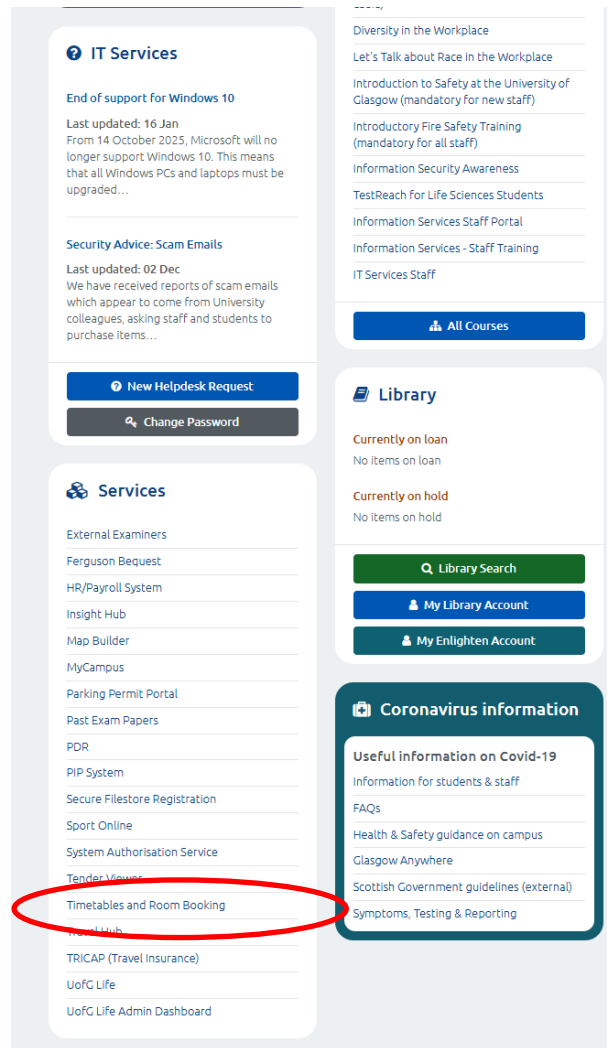 IT Services
End of support for Windows 10
Last updated: 16 Jan
From 14 October 2025, Microsoft will no
longer support Windows 10. This means
that all Windows PCs and laptops must be
upgraded…
Security Advice: Scam Emails
Last updated: 02 Dec
We have received reports of scam emails
which appear to come from University
colleagues, asking staff and students to
purchase items…
New Helpdesk Request
Change Password
Services
External Examiners
Ferguson Bequest
HR/Payroll System
Insight Hub
Map Builder
MyCampus
Parking Permit Portal
Past Exam Papers
PDR
PIP System
Secure Filestore Registration
Sport Online
System Authorisation Service
Tender Viewer
Timetables and Room Booking
Travel Hub
TRICAP (Travel Insurance)
UofG Life
UofG Life Admin Dashboard
Diversity in the Workplace
Let's Talk about Race in the Workplace
Introduction to Safety at the University of
Glasgow (mandatory for new staff)
Introductory Fire Safety Training
(mandatory for all staff)
Information Security Awareness
TestReach for Life Sciences Students
Information Services Staff Portal
Information Services - Staff Training
IT Services Staff
All Courses
Library
Currently on loan
No items on loan
Currently on hold
No items on hold
Library Search
My Library Account
My Enlighten Account
Coronavirus information
Useful information on Covid-19
Information for students & staff
FAQs
Health & Safety guidance on campus
Glasgow Anywhere
Scottish Government guidelines (external)
Symptoms, Testing & Reporting